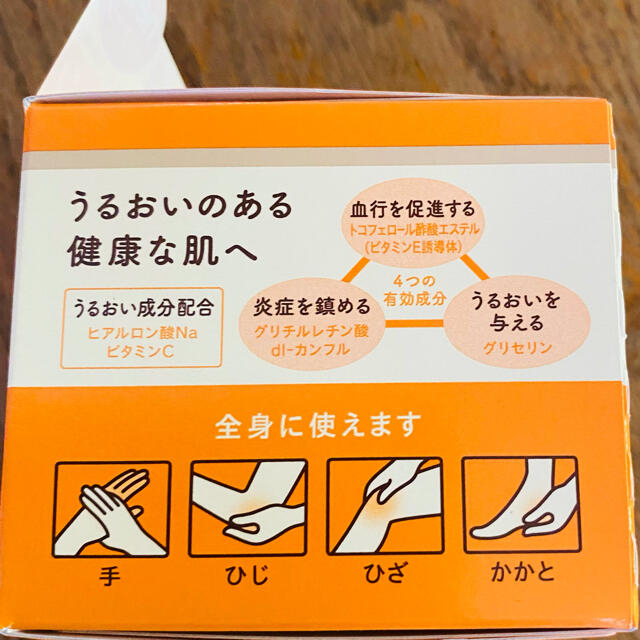 うるおいのある
健康な肌へ
うるおい成分配合
ヒアルロン酸Na
ビタミンC
血行を促進する
トコフェロール酢酸エステル
(ビタミンE誘導体)
4つの
有効成分
炎症を鎮める
グリチルレチン酸
dl-カンフル
うるおいを
与える
グリセリン
全身に使えます
手
ひじ
ひざ
かかと